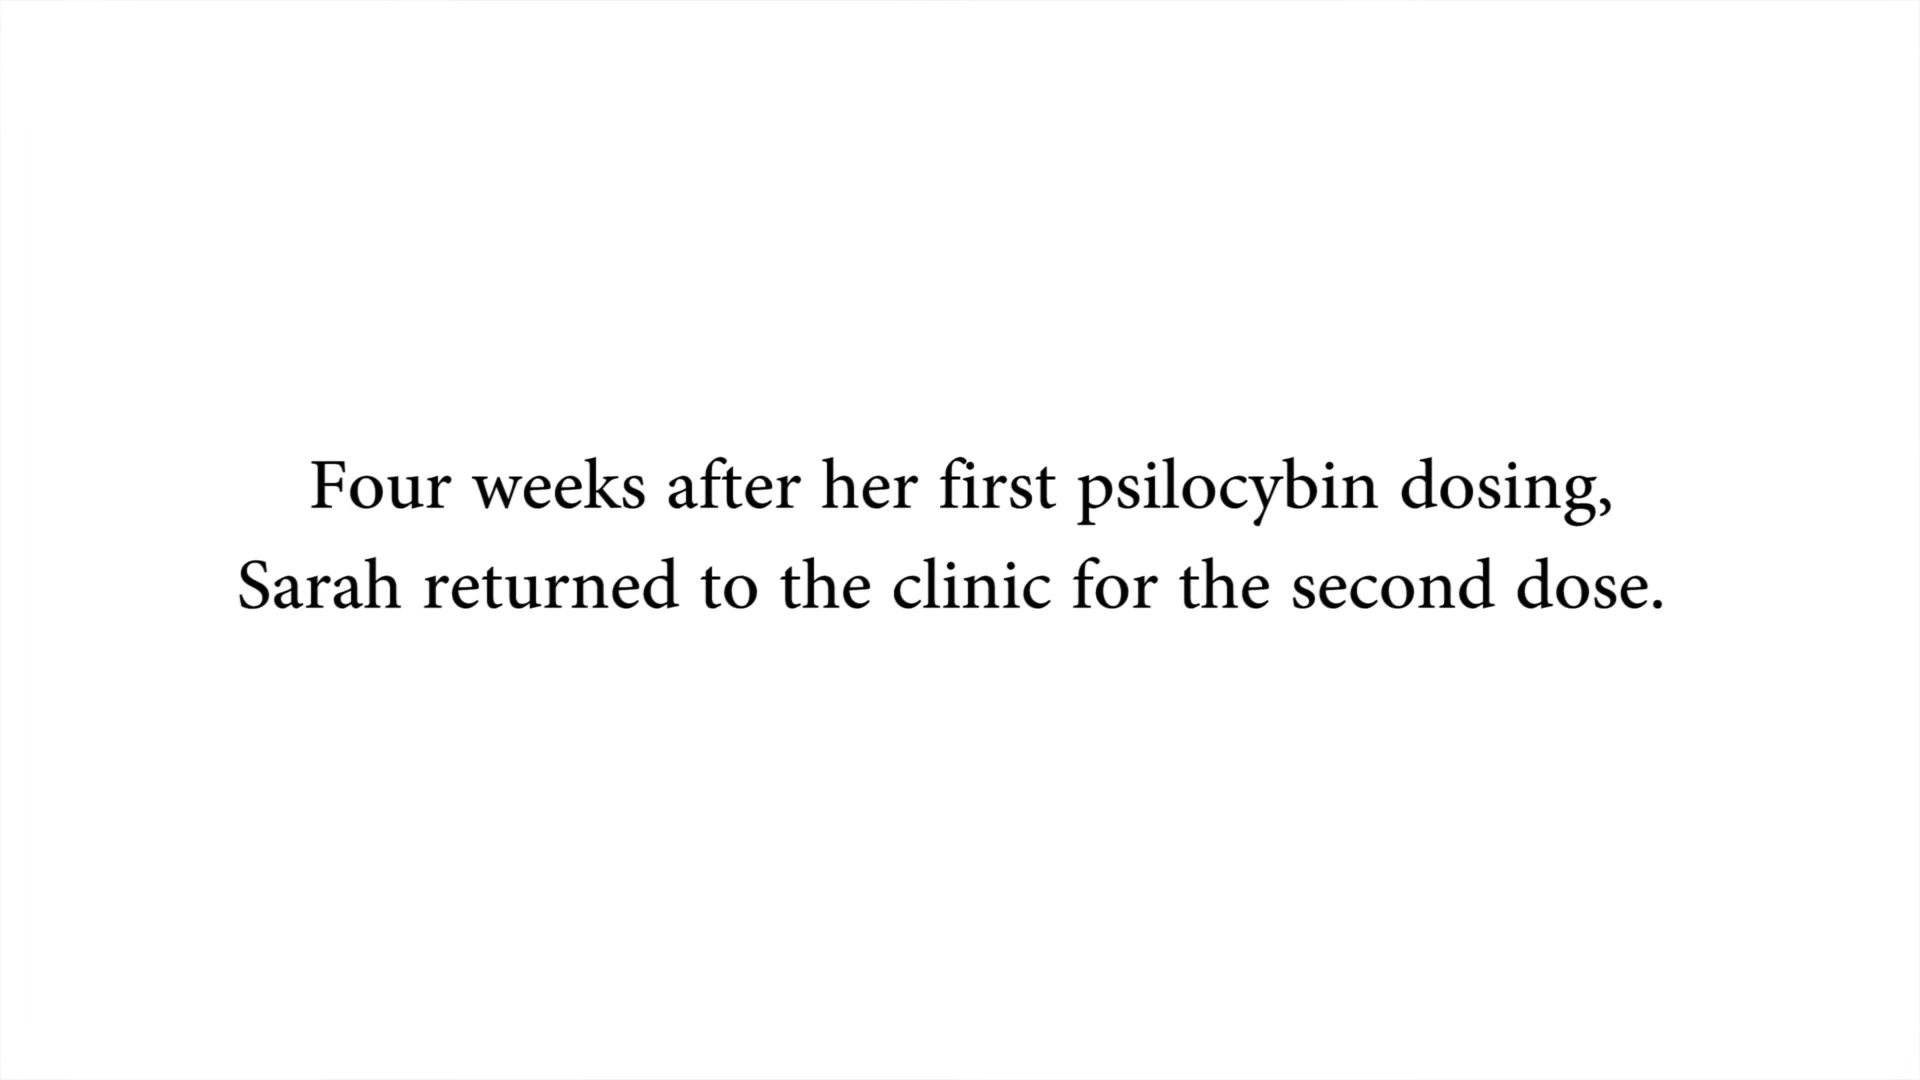 Four weeks after her first psilocybin dosing,
Sarah returned to the clinic for the second dose.